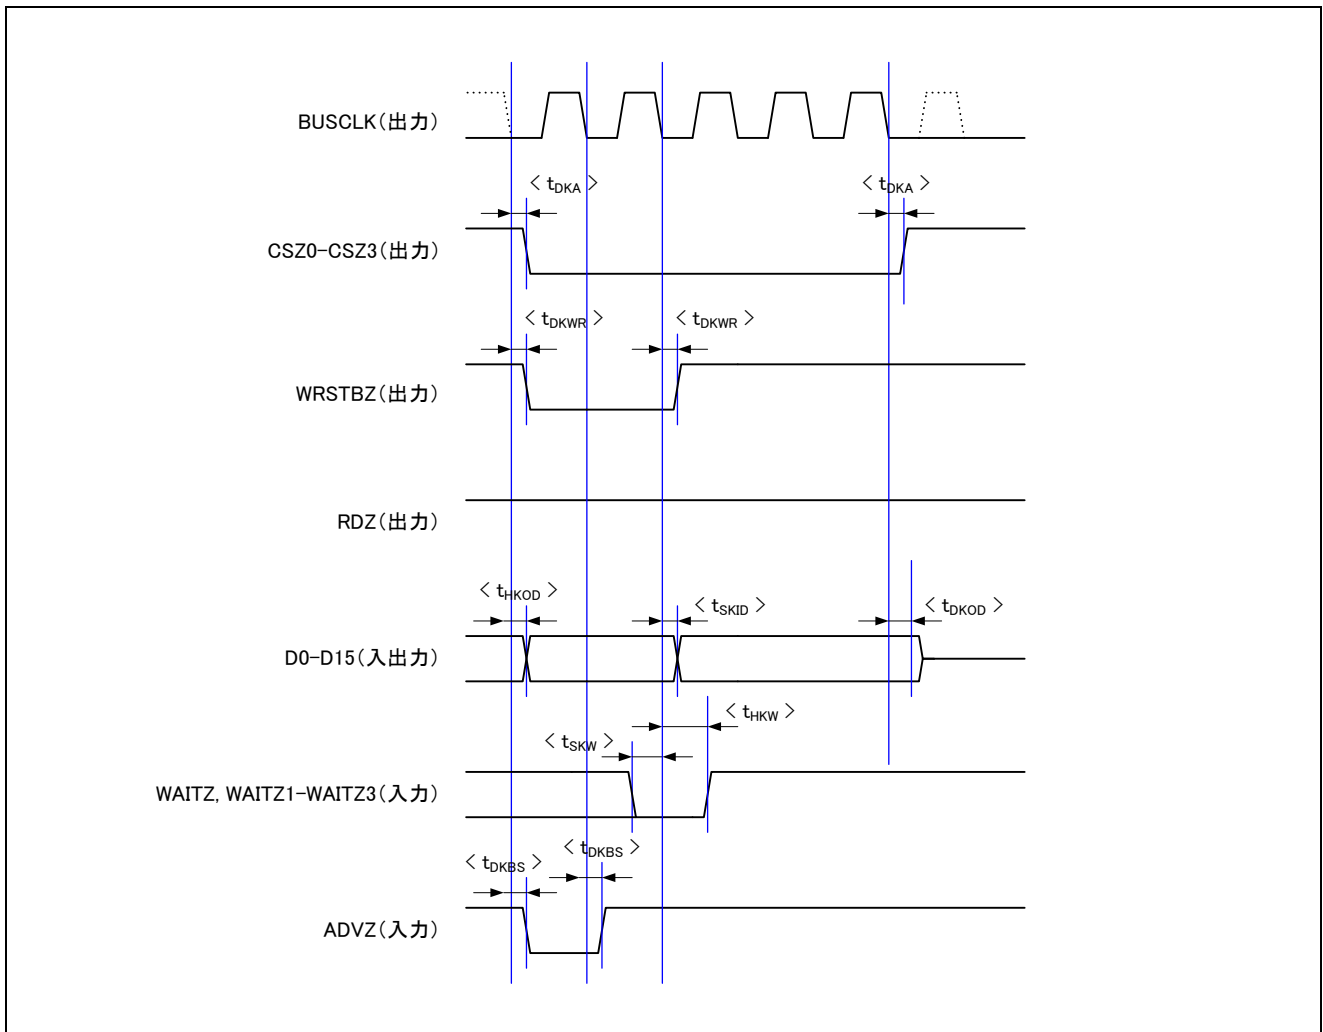 BUSCLK（出力）
< tDKA >
< tDKA >
CSZ0-CSZ3（出力）
< tDKWR >
< tDKWR >
WRSTBZ（出力）
RDZ（出力）
< tHKOD >
< tSKID >
< tDKOD >
D0-D15（入出力）
< tHKW >
< tSKW >
WAITZ, WAITZ1-WAITZ3（入力）
< tDKBS >
< tDKBS >
ADVZ（入力）